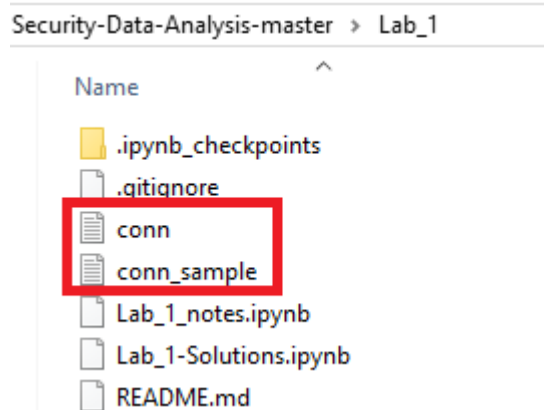 Security-Data-Analysis-master > Lab_1
Name
.ipynb_checkpoints
.gitignore
conn
conn_sample
Lab_1_notes.ipynb
Lab_1-Solutions.ipynb
README.md